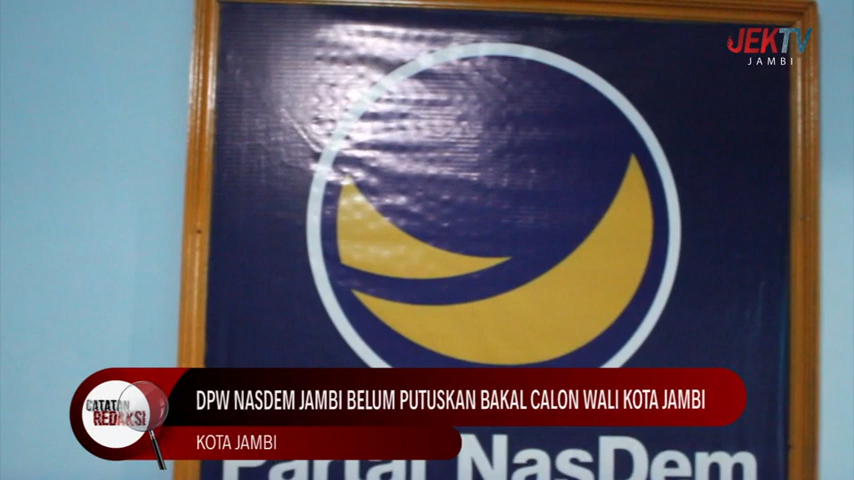 JEKTV
JAMBI
DPW NASDEM JAMBI BELUM PUTUSKAN BAKAL CALON WALI KOTA JAMBI
CATATAN
REDAKSI
KOTA JAMBI
Partai NasDem